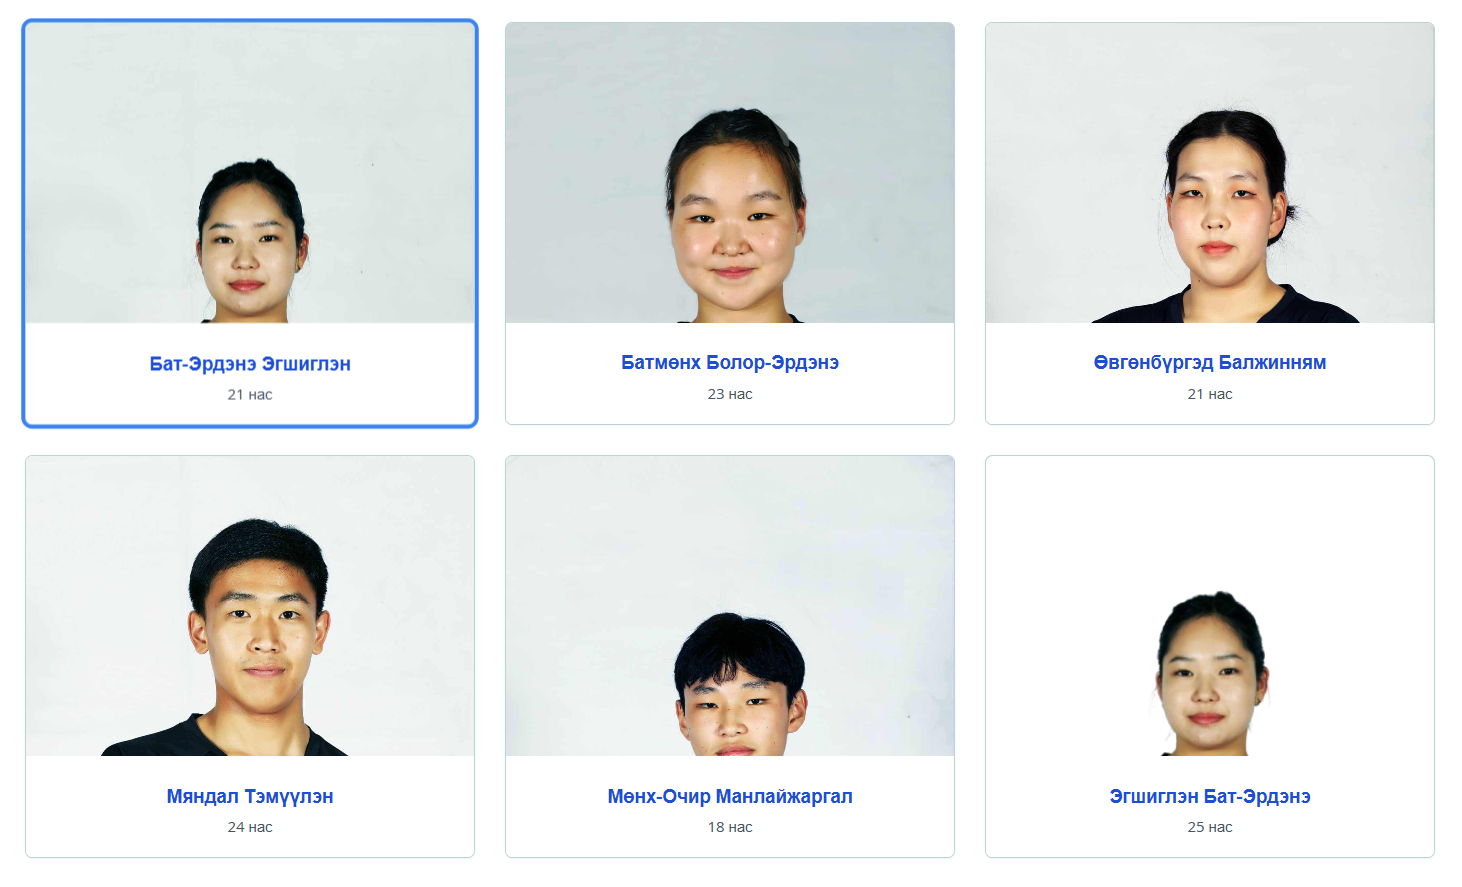 Бат-Эрдэнэ Эгшиглэн
21 нас
Батмөнх Болор-Эрдэнэ
23 нас
Өвгөнбүргэд Балжинням
21 нас
Мяндал Тэмүүлэн
24 нас
Мөнх-Очир Манлайжаргал
18 нас
Эгшиглэн Бат-Эрдэнэ
25 нас